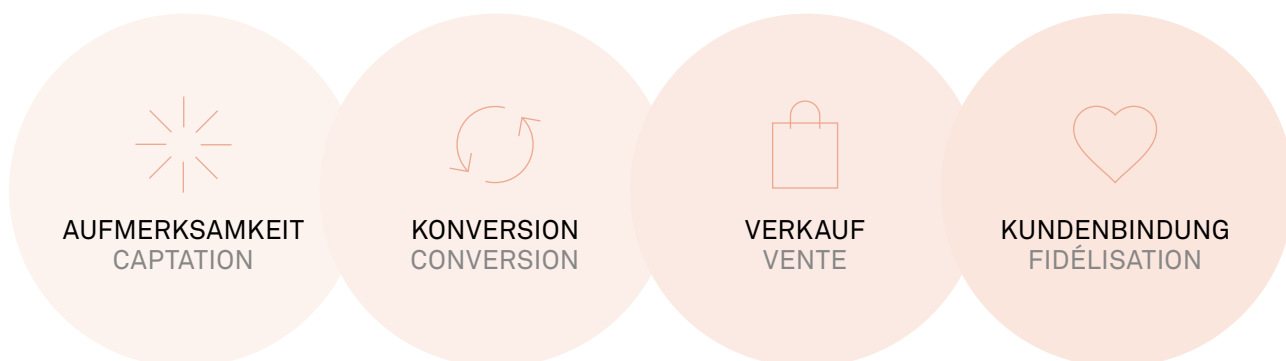 AUFMERKSAMKEIT
CAPTATION
KONVERSION
CONVERSION
VERKAUF
VENTE
KUNDENBINDUNG
FIDÉLISATION